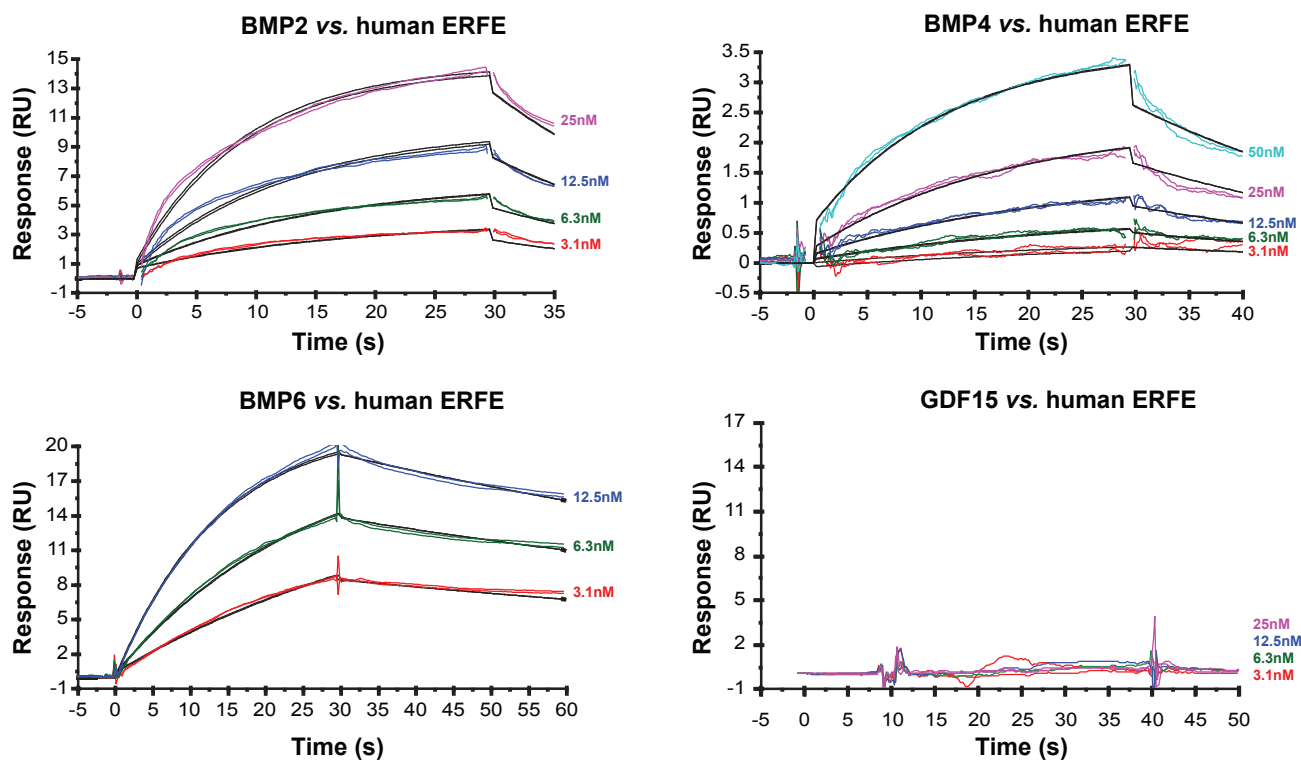 BMP2 vs. human ERFE
Response (RU)
15
13
11
9
7
5
3
1
-1
-5
0
5
10
15
20
25
30
35
Time (s)
25nM
12.5nM
6.3nM
3.1nM
BMP4 vs. human ERFE
Response (RU)
3.5
3
2.5
2
1.5
1
0.5
0
-0.5
-5
0
5
10
15
20
25
30
35
40
Time (s)
50nM
25nM
12.5nM
6.3nM
3.1nM
BMP6 vs. human ERFE
Response (RU)
20
17
14
11
8
5
2
-1
-5
0
5
10
15
20
25
30
35
40
45
50
55
60
Time (s)
12.5nM
6.3nM
3.1nM
GDF15 vs. human ERFE
Response (RU)
17
14
11
8
5
2
-1
-5
0
5
10
15
20
25
30
35
40
45
50
Time (s)
25nM
12.5nM
6.3nM
3.1nM